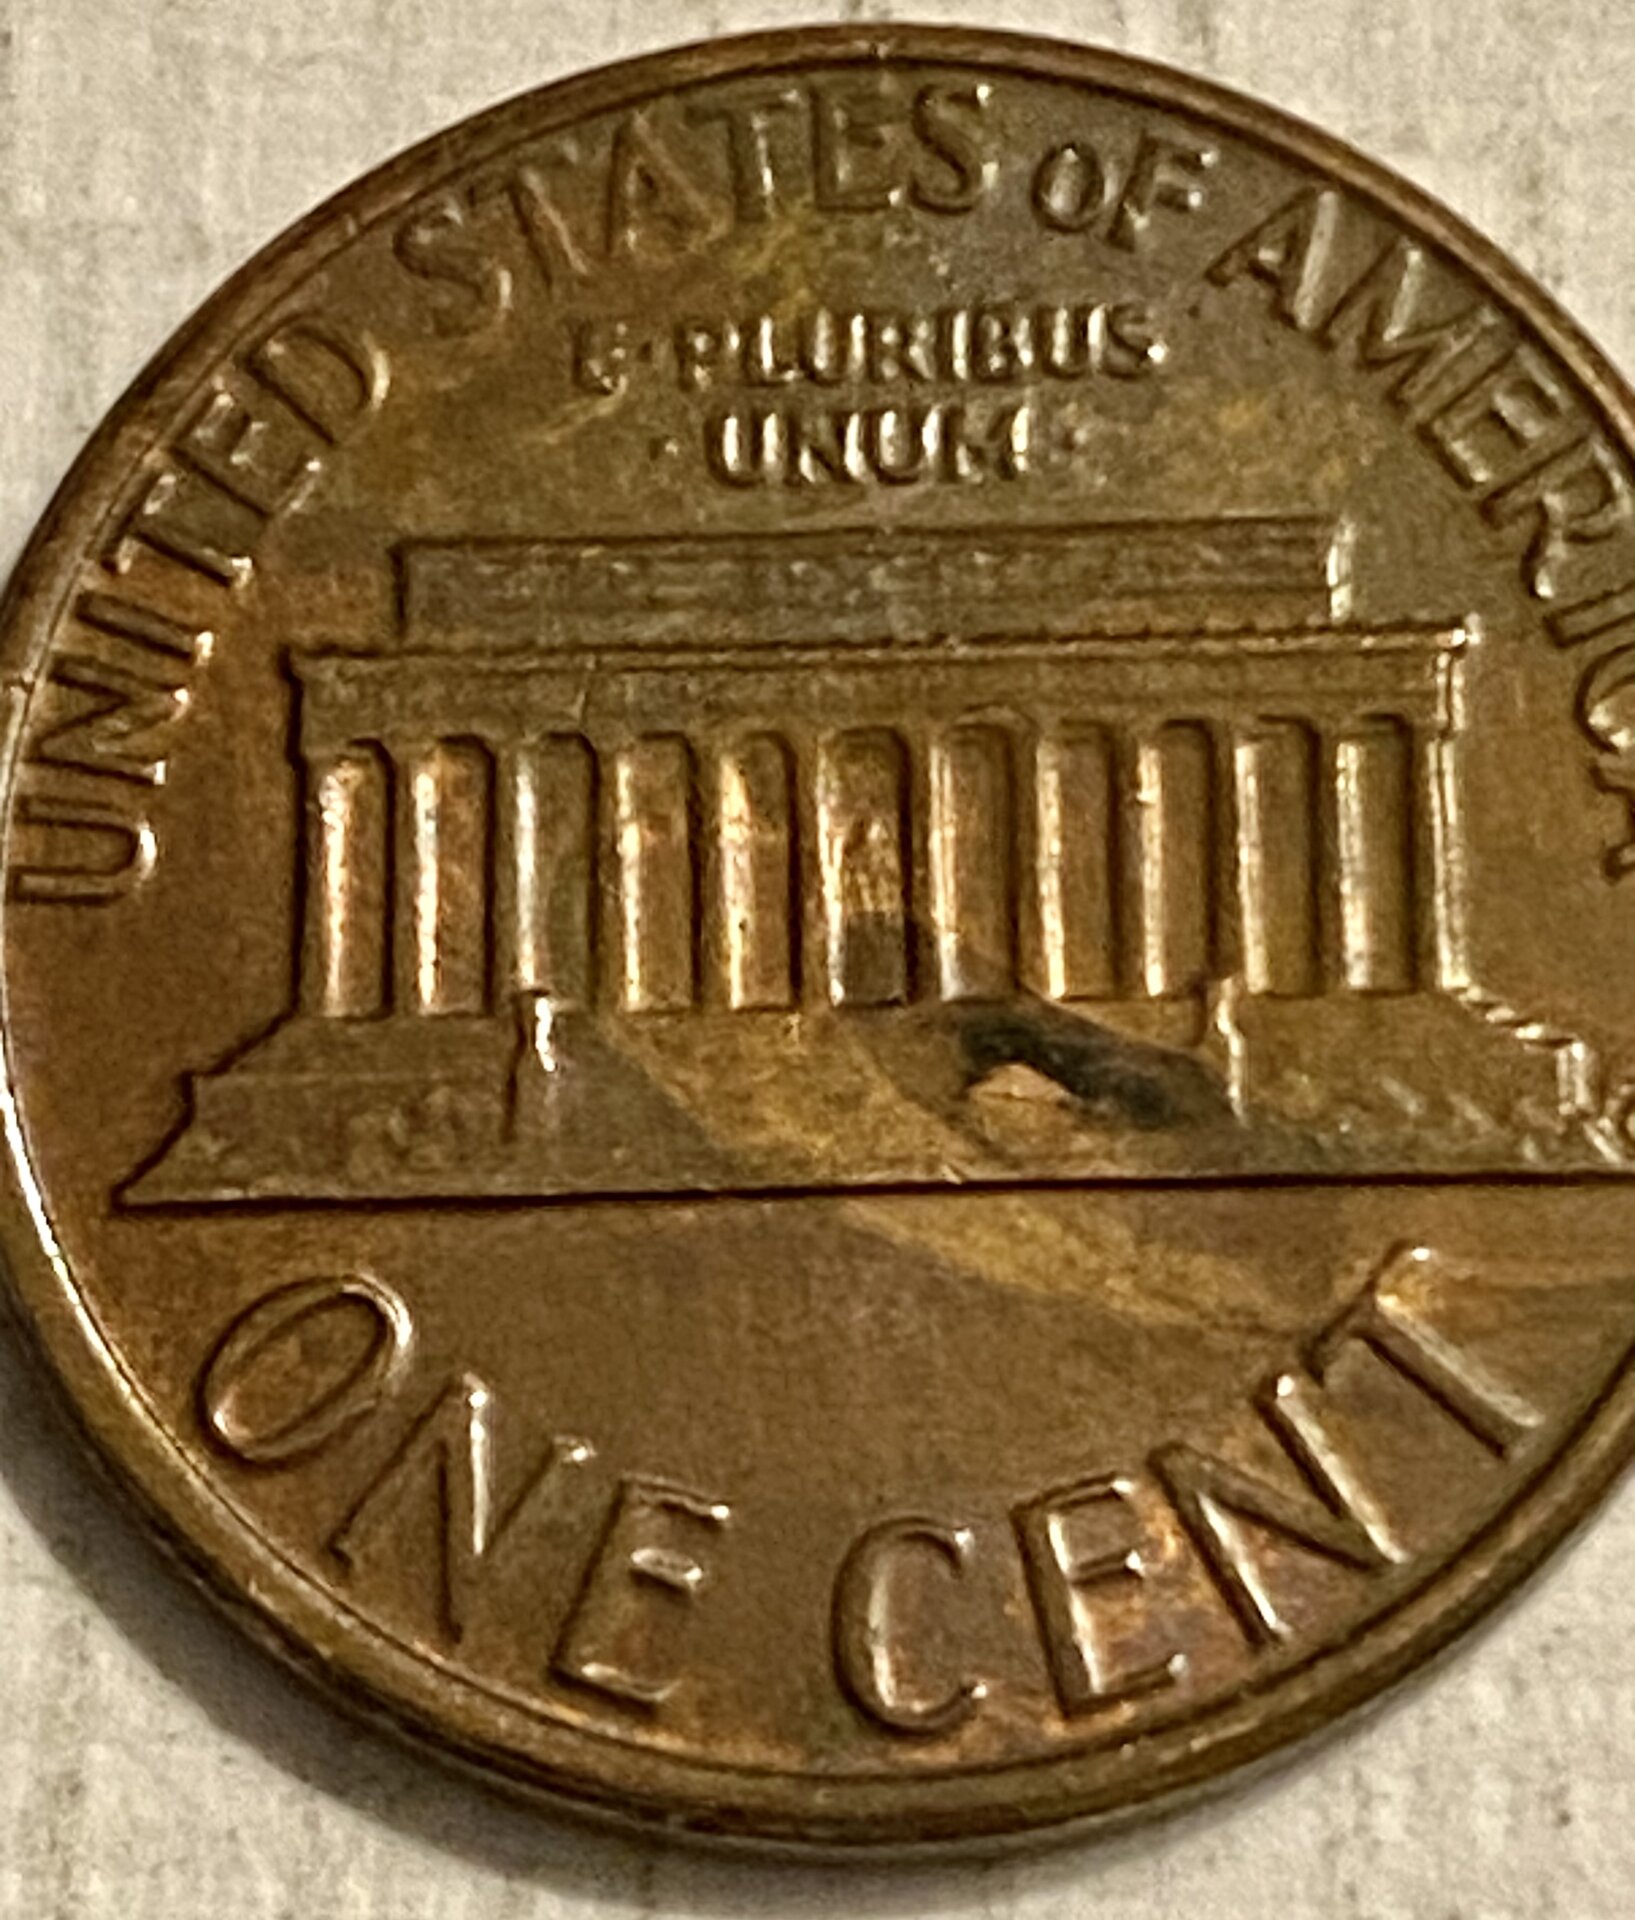 UNITED STATES OF AMERICA
E·PLURIBUS
·UNUM·
ONE CENT